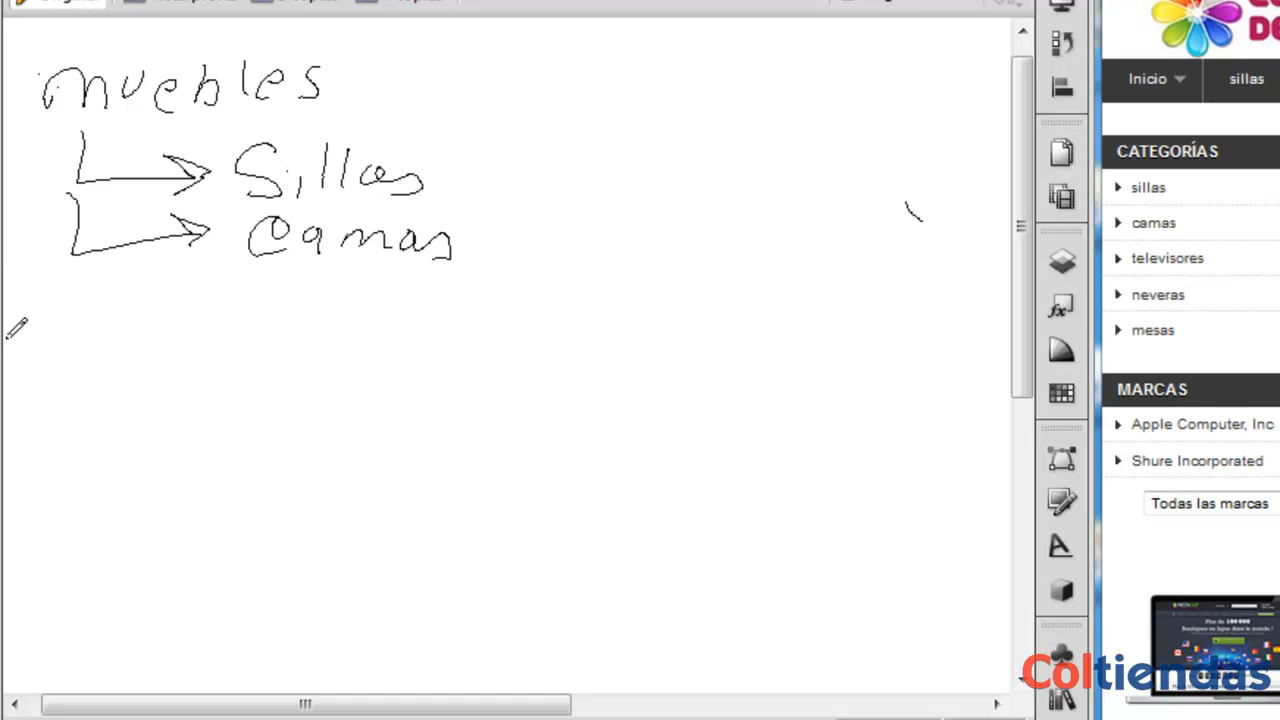 muebles
Sillas
Camas
Inicio
sillas
CATEGORÍAS
sillas
camas
televisores
neveras
mesas
MARCAS
Apple Computer, Inc
Shure Incorporated
Todas las marcas
Coltiendas